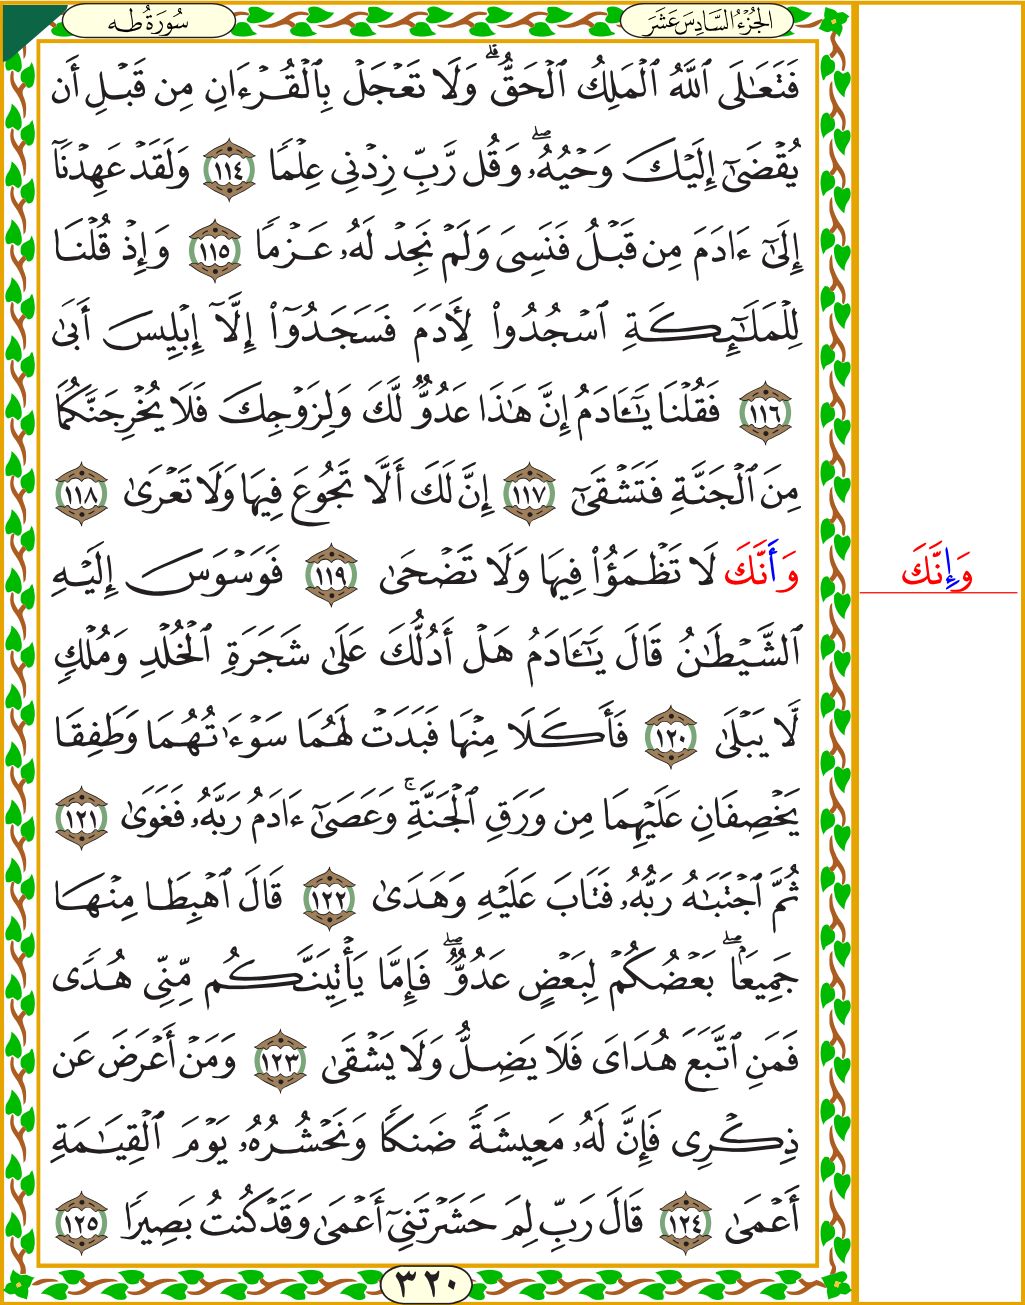 سُورَةُ طه
الجُزْءُ السَّادِسَ عَشَرَ
فَتَعَٰلَى ٱللَّهُ ٱلْمَلِكُ ٱلْحَقُّ ۗ وَلَا تَعْجَلْ بِٱلْقُرْءَانِ مِن قَبْلِ أَن
يُقْضَىٰٓ إِلَيْكَ وَحْيُهُۥ ۖ وَقُل رَّبِّ زِدْنِى عِلْمًا ١١٤ وَلَقَدْ عَهِدْنَآ
إِلَىٰٓ ءَادَمَ مِن قَبْلُ فَنَسِىَ وَلَمْ نَجِدْ لَهُۥ عَزْمًا ١١٥ وَإِذْ قُلْنَا
لِلْمَلَٰٓئِكَةِ ٱسْجُدُوا۟ لِأَدَمَ فَسَجَدُوٓا۟ إِلَّآ إِبْلِيسَ أَبَىٰ
١١٦ فَقُلْنَا يَٰٓـَٔادَمُ إِنَّ هَٰذَا عَدُوٌّ لَّكَ وَلِزَوْجِكَ فَلَا يُخْرِجَنَّكُمَا
مِنَ ٱلْجَنَّةِ فَتَشْقَىٰٓ ١١٧ إِنَّ لَكَ أَلَّا تَجُوعَ فِيهَا وَلَا تَعْرَىٰ ١١٨
وَأَنَّكَ لَا تَظْمَؤُا۟ فِيهَا وَلَا تَضْحَىٰ ١١٩ فَوَسْوَسَ إِلَيْهِ
وَإِنَّكَ
ٱلشَّيْطَٰنُ قَالَ يَٰٓـَٔادَمُ هَلْ أَدُلُّكَ عَلَىٰ شَجَرَةِ ٱلْخُلْدِ وَمُلْكٍ
لَّا يَبْلَىٰ ١٢٠ فَأَكَلَا مِنْهَا فَبَدَتْ لَهُمَا سَوْءَٰتُهُمَا وَطَفِقَا
يَخْصِفَانِ عَلَيْهِمَا مِن وَرَقِ ٱلْجَنَّةِ ۚ وَعَصَىٰٓ ءَادَمُ رَبَّهُۥ فَغَوَىٰ ١٢١
ثُمَّ ٱجْتَبَٰهُ رَبُّهُۥ فَتَابَ عَلَيْهِ وَهَدَىٰ ١٢٢ قَالَ ٱهْبِطَا مِنْهَا
جَمِيعًۢا ۖ بَعْضُكُمْ لِبَعْضٍ عَدُوٌّ ۖ فَإِمَّا يَأْتِيَنَّكُم مِّنِّى هُدًى
فَمَنِ ٱتَّبَعَ هُدَاىَ فَلَا يَضِلُّ وَلَا يَشْقَىٰ ١٢٣ وَمَنْ أَعْرَضَ عَن
ذِكْرِى فَإِنَّ لَهُۥ مَعِيشَةً ضَنكًا وَنَحْشُرُهُۥ يَوْمَ ٱلْقِيَٰمَةِ
أَعْمَىٰ ١٢٤ قَالَ رَبِّ لِمَ حَشَرْتَنِىٓ أَعْمَىٰ وَقَدْ كُنتُ بَصِيرًا ١٢٥
٣٢٠